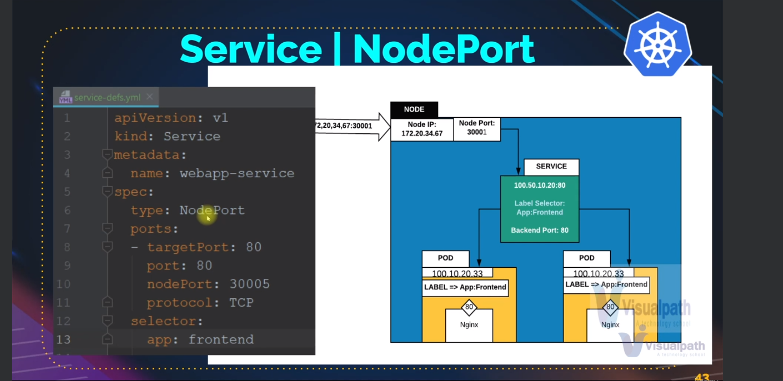 Service | NodePort
service-defs.yml
1 apiVersion: v1
2 kind: Service
3 metadata:
4 name: webapp-service
5 spec:
6 type: NodePort
7 ports:
8 - targetPort: 80
9 port: 80
10 nodePort: 30005
11 protocol: TCP
12 selector:
13 app: frontend
72,20,34,67:30001
NODE
Node IP:
172.20.34.67
Node Port:
30001
SERVICE
100.50.10.20:80
Label Selector:
App:Frontend
Backend Port: 80
POD
100.10.20.33
LABEL => App:Frontend
80
Nginx
POD
100.10.20.33
LABEL => App:Frontend
80
Nginx
Visualpath
Visualpath
43